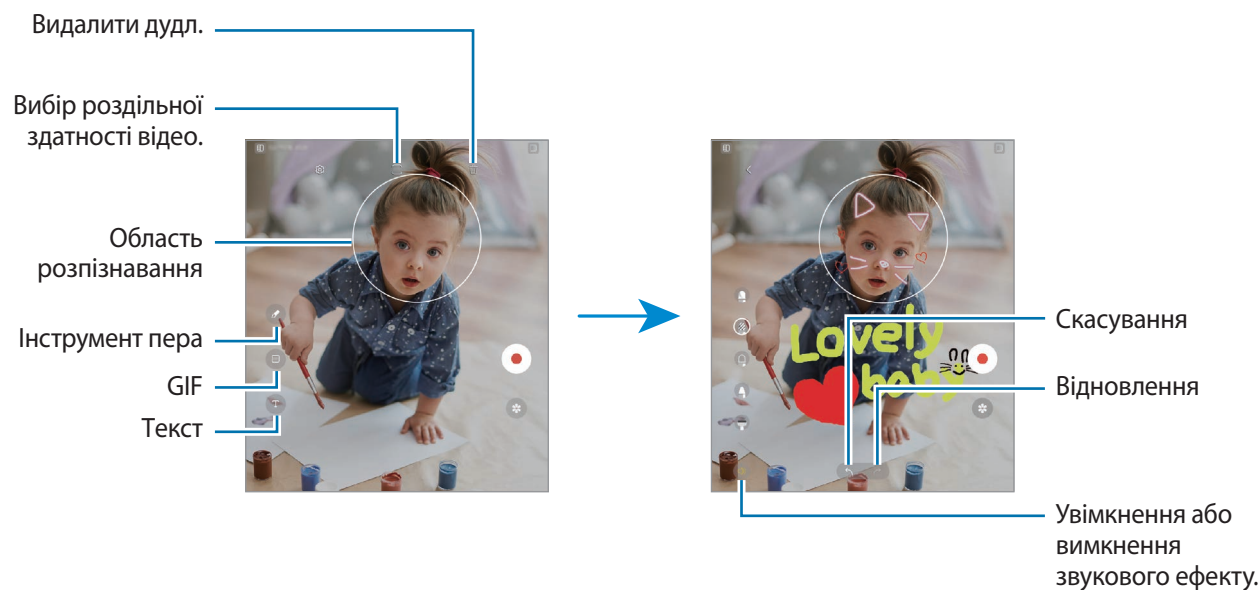 Видалити дудл.
Вибір роздільної
здатності відео.
Область
розпізнавання
Інструмент пера
GIF
Текст
Lovely
baby
Скасування
Відновлення
Увімкнення або
вимкнення
звукового ефекту.